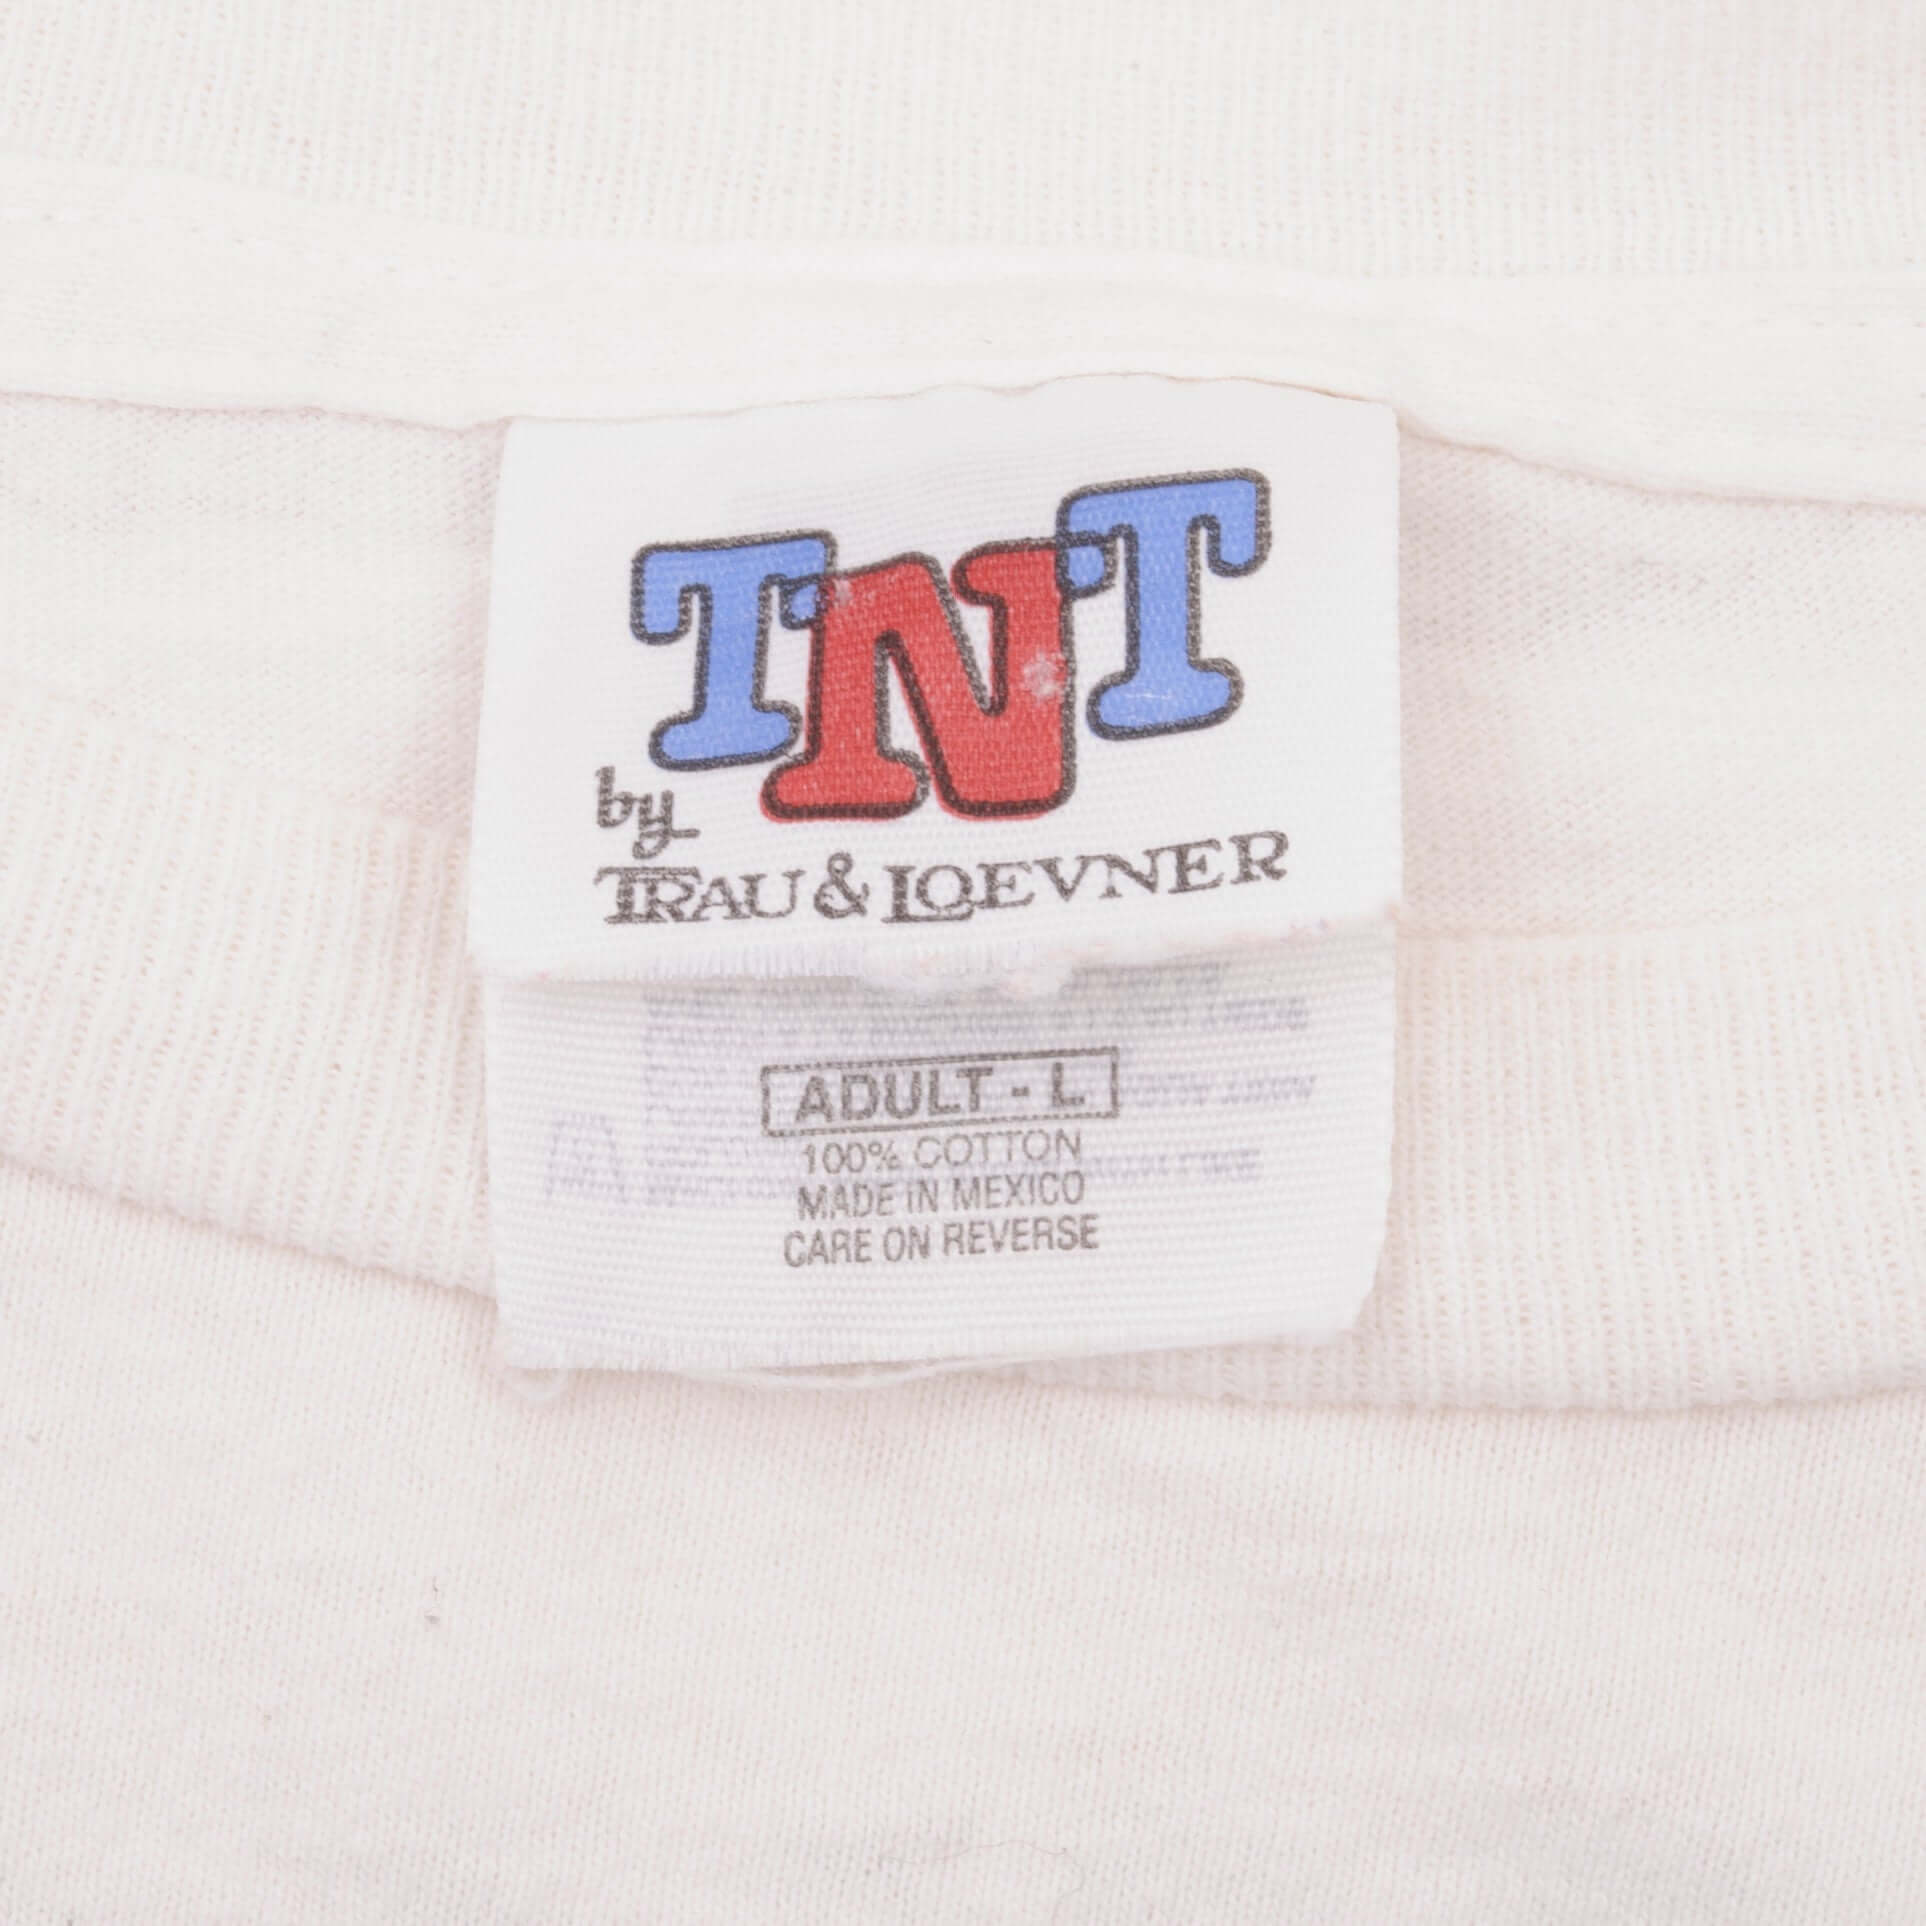 TNT
by
TRAU & LOEVNER
ADULT - L
100% COTTON
MADE IN MEXICO
CARE ON REVERSE